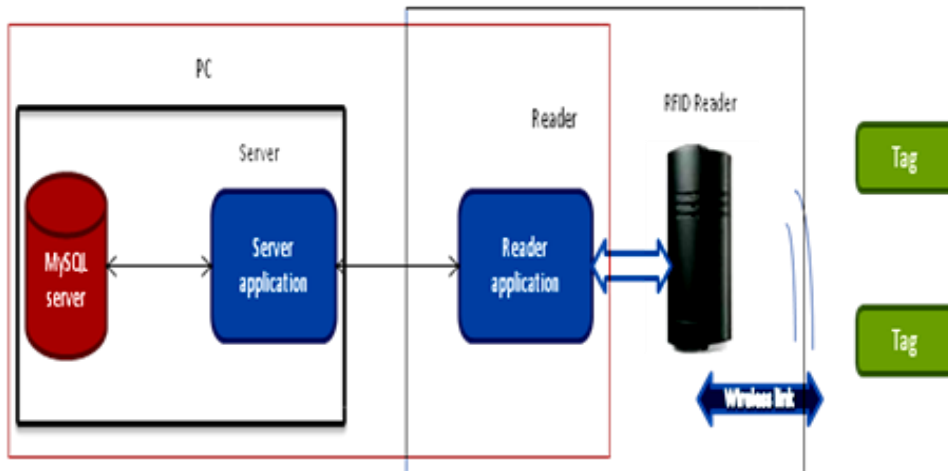 PC
Server
MySQL
server
Server
application
Reader
Reader
application
RFID Reader
Wireless link
Tag
Tag